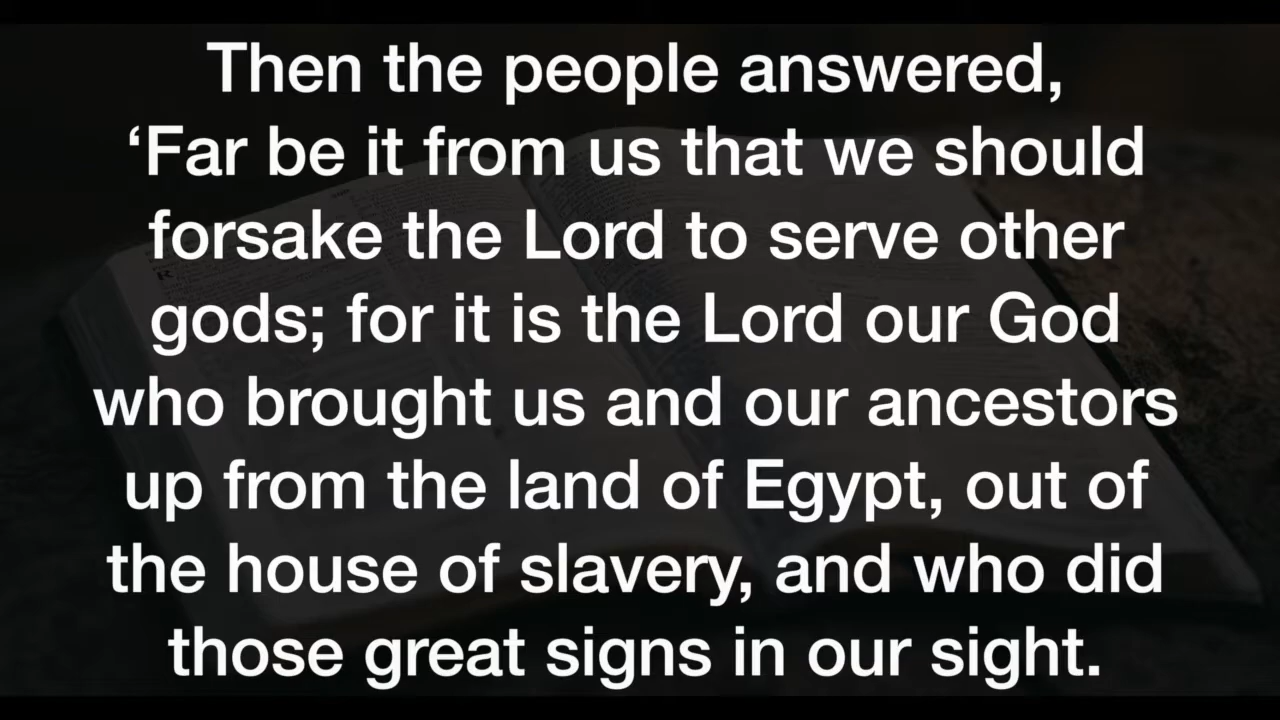 Then the people answered,
‘Far be it from us that we should
forsake the Lord to serve other
gods; for it is the Lord our God
who brought us and our ancestors
up from the land of Egypt, out of
the house of slavery, and who did
those great signs in our sight.